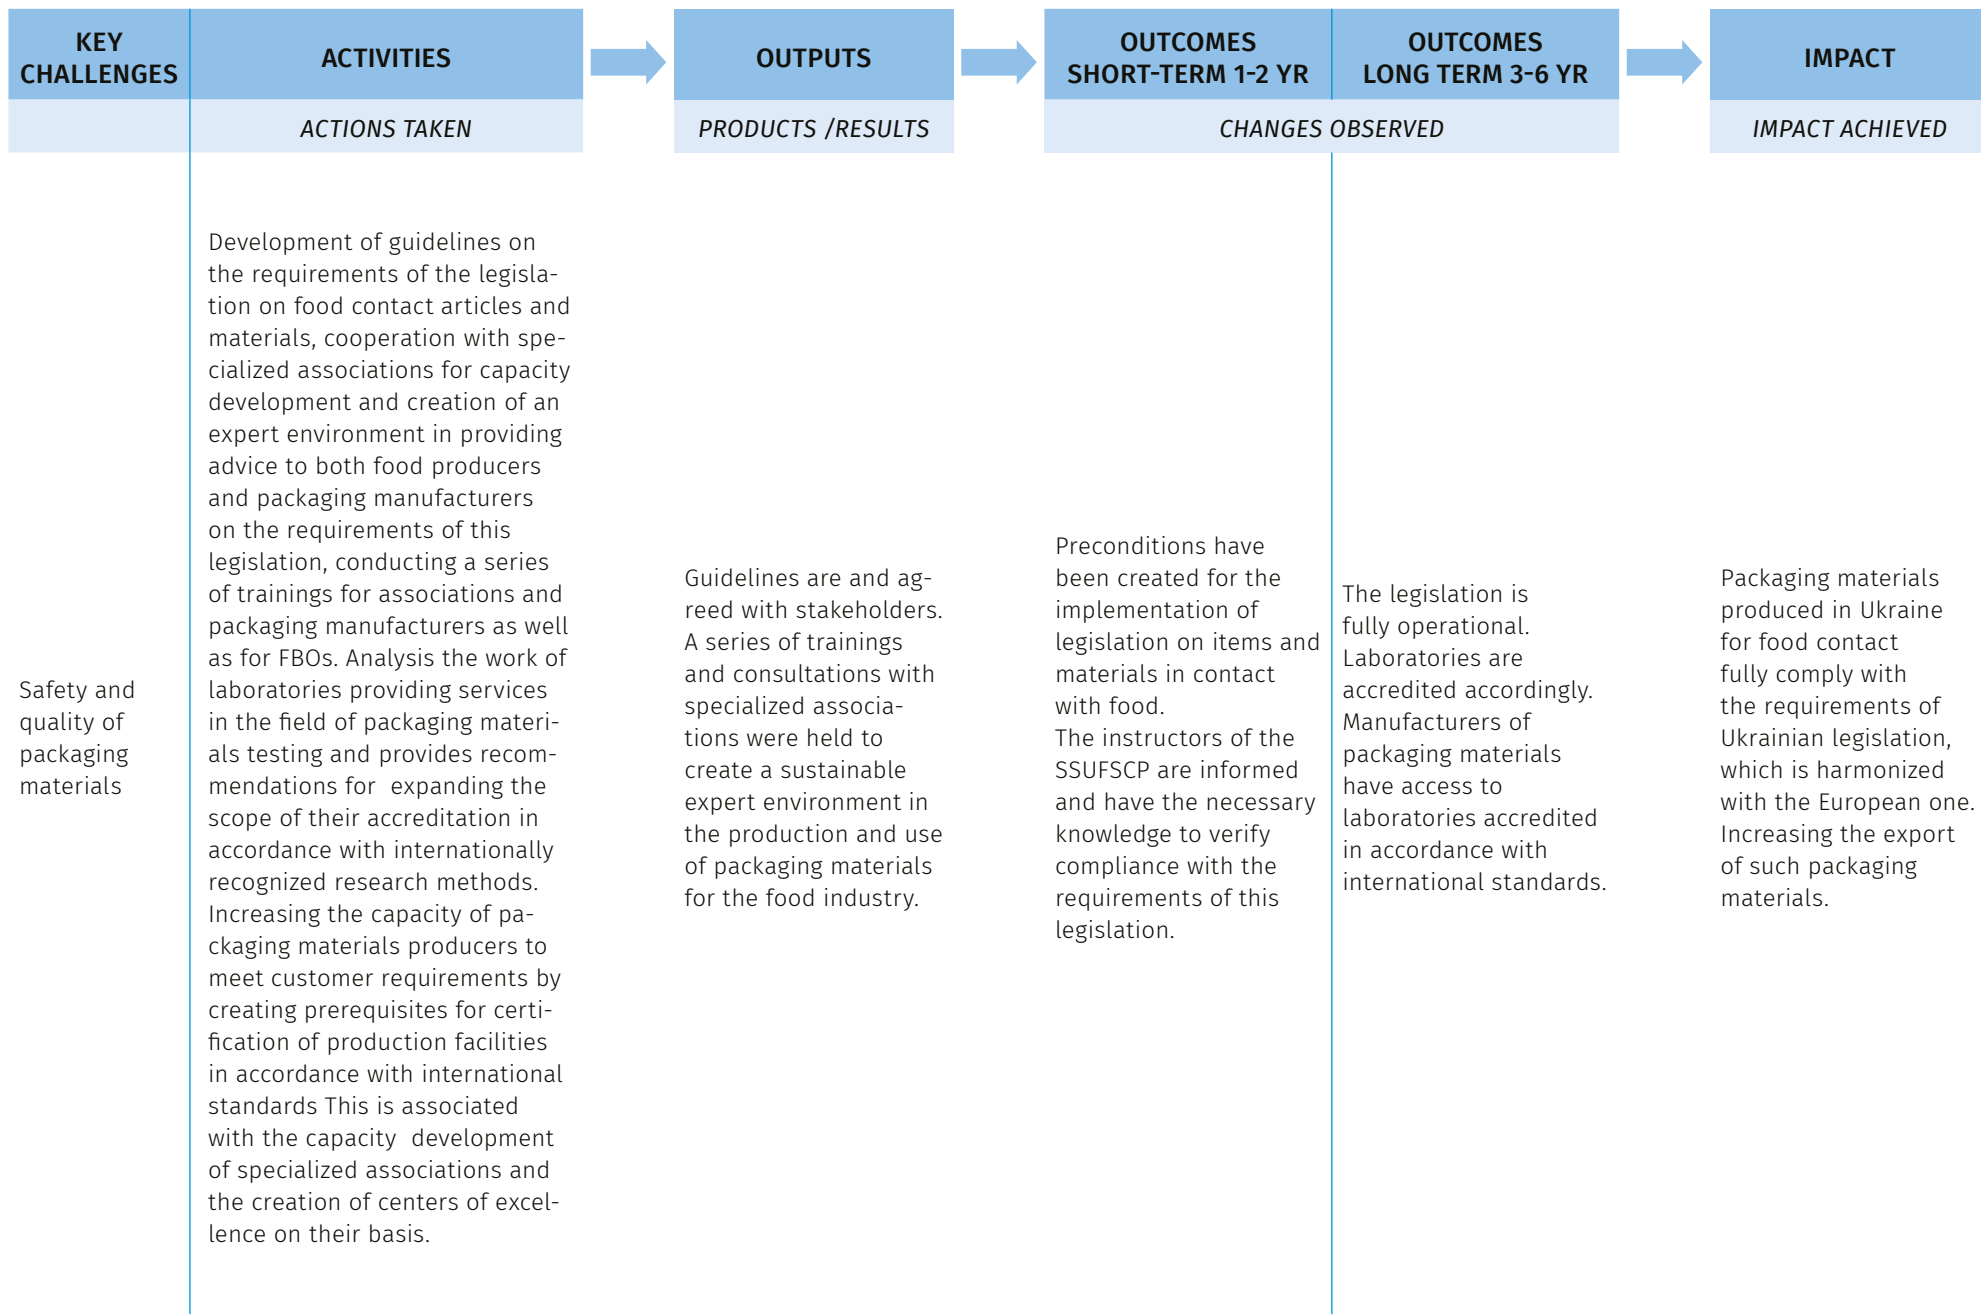 KEY
CHALLENGES
ACTIVITIES
OUTPUTS
OUTCOMES
SHORT-TERM 1-2 YR
OUTCOMES
LONG TERM 3-6 YR
IMPACT
ACTIONS TAKEN
PRODUCTS /RESULTS
CHANGES OBSERVED
IMPACT ACHIEVED
Safety and
quality of
packaging
materials
Development of guidelines on
the requirements of the legisla-
tion on food contact articles and
materials, cooperation with spe-
cialized associations for capacity
development and creation of an
expert environment in providing
advice to both food producers
and packaging manufacturers
on the requirements of this
legislation, conducting a series
of trainings for associations and
packaging manufacturers as well
as for FBOs. Analysis the work of
laboratories providing services
in the field of packaging materi-
als testing and provides recom-
mendations for  expanding the
scope of their accreditation in
accordance with internationally
recognized research methods.
Increasing the capacity of pa-
ckaging materials producers to
meet customer requirements by
creating prerequisites for certi-
fication of production facilities
in accordance with international
standards This is associated
with the capacity  development
of specialized associations and
the creation of centers of excel-
lence on their basis.
Guidelines are and ag-
reed with stakeholders.
A series of trainings
and consultations with
specialized associa-
tions were held to
create a sustainable
expert environment in
the production and use
of packaging materials
for the food industry.
Preconditions have
been created for the
implementation of
legislation on items and
materials in contact
with food.
The instructors of the
SSUFSCP are informed
and have the necessary
knowledge to verify
compliance with the
requirements of this
legislation.
The legislation is
fully operational.
Laboratories are
accredited accordingly.
Manufacturers of
packaging materials
have access to
laboratories accredited
in accordance with
international standards.
Packaging materials
produced in Ukraine
for food contact
fully comply with
the requirements of
Ukrainian legislation,
which is harmonized
with the European one.
Increasing the export
of such packaging
materials.